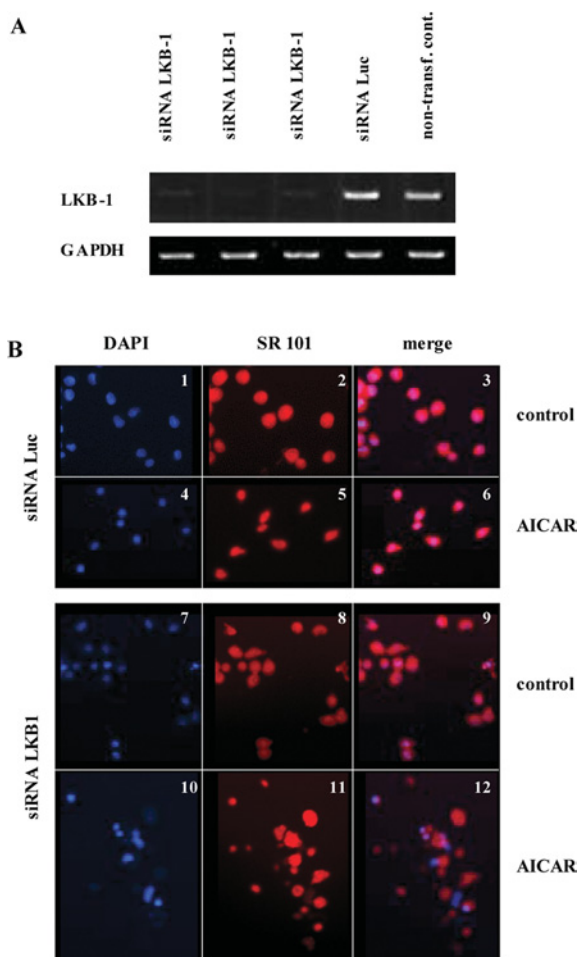 A
siRNA LKB-1
siRNA LKB-1
siRNA LKB-1
siRNA Luc
non-transf. cont.
LKB-1
GAPDH
B
DAPI
SR 101
merge
siRNA Luc
1
2
3
control
4
5
6
AICAR
siRNA LKB1
7
8
9
control
10
11
12
AICAR